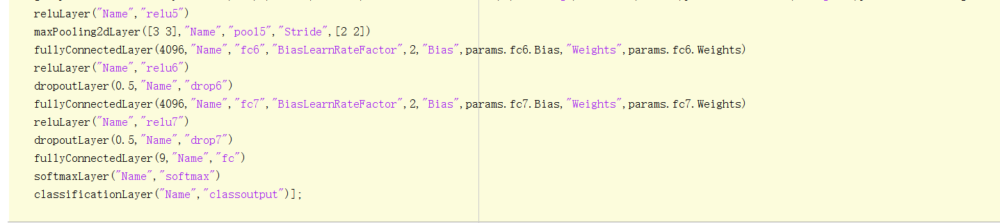 reluLayer("Name","relu5")
maxPooling2dLayer([3 3],"Name","pool5","Stride",[2 2])
fullyConnectedLayer(4096,"Name","fc6","BiasLearnRateFactor",2,"Bias",params.fc6.Bias,"Weights",params.fc6.Weights)
reluLayer("Name","relu6")
dropoutLayer(0.5,"Name","drop6")
fullyConnectedLayer(4096,"Name","fc7","BiasLearnRateFactor",2,"Bias",params.fc7.Bias,"Weights",params.fc7.Weights)
reluLayer("Name","relu7")
dropoutLayer(0.5,"Name","drop7")
fullyConnectedLayer(9,"Name","fc")
softmaxLayer("Name","softmax")
classificationLayer("Name","classoutput")];